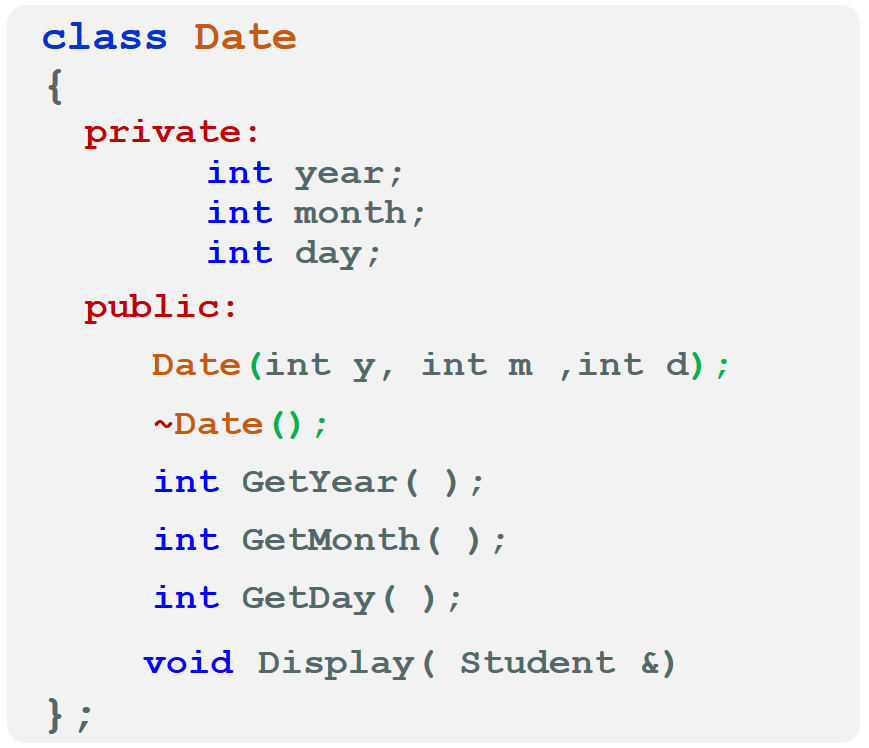 class Date
{
private:
int year;
int month;
int day;
public:
Date(int y, int m ,int d);
~Date();
int GetYear( );
int GetMonth( );
int GetDay( );
void Display( Student &)
};